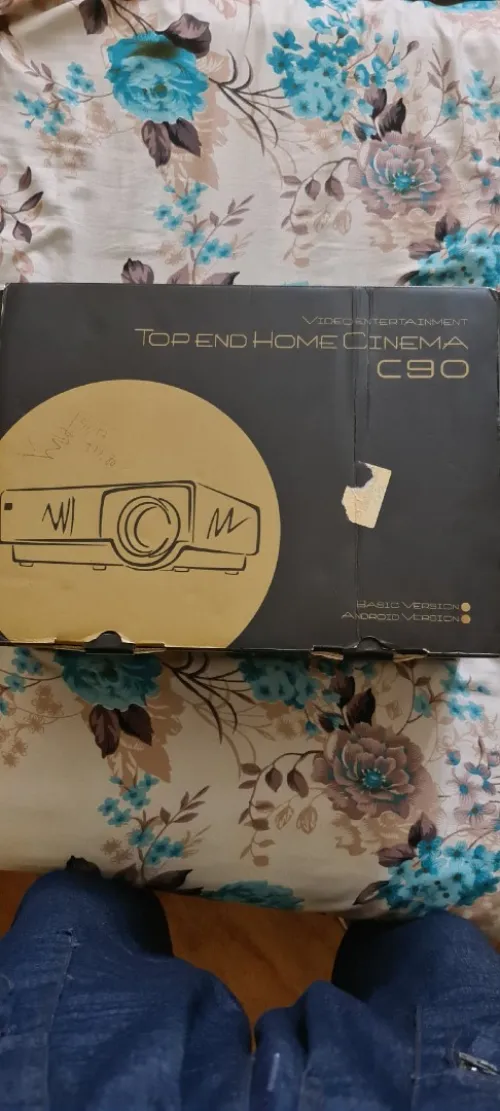 VIDEO ENTERTAINMENT
TOP END HOME CINEMA
C90
BASIC VERSION
ANDROID VERSION